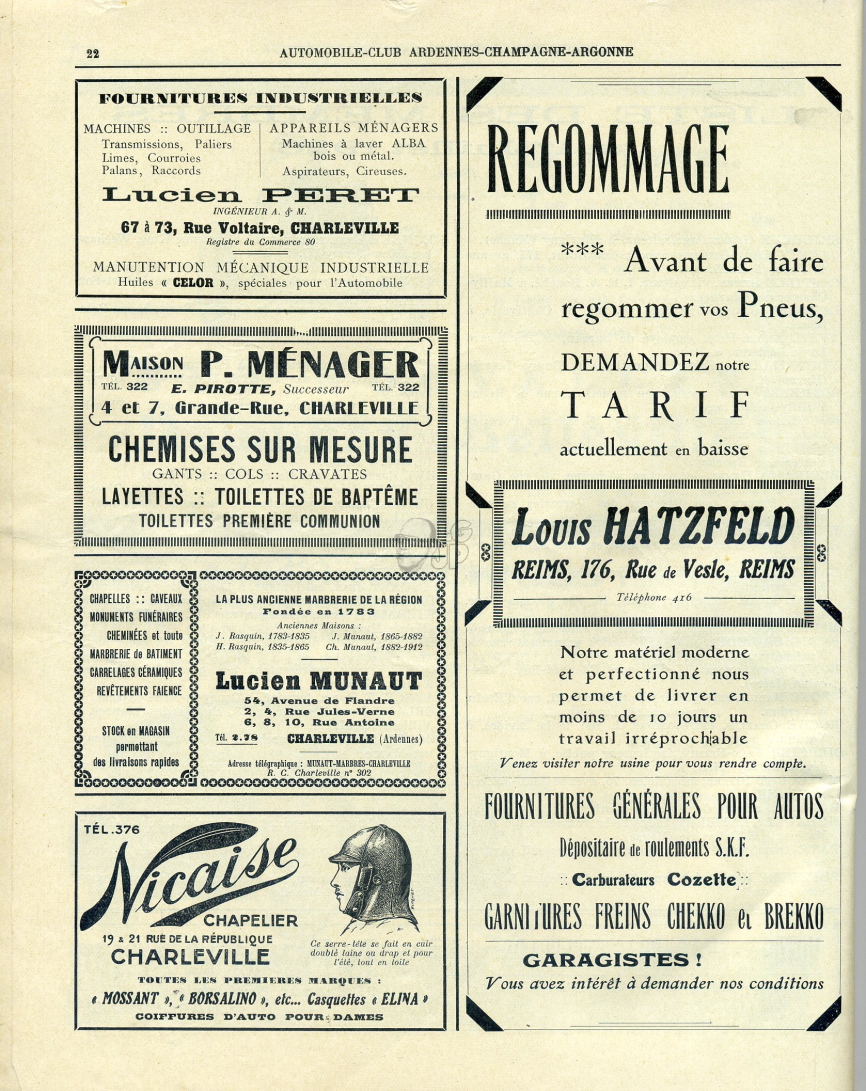 22
AUTOMOBILE-CLUB ARDENNES-CHAMPAGNE-ARGONNE
FOURNITURES INDUSTRIELLES
MACHINES :: OUTILLAGE
Transmissions, Paliers
Limes, Courroies
Palans, Raccords
APPAREILS MÉNAGERS
Machines à laver ALBA
bois ou métal.
Aspirateurs, Cireuses.
Lucien PERET
INGÉNIEUR A. & M.
67 à 73, Rue Voltaire, CHARLEVILLE
Registre du Commerce 80
MANUTENTION MÉCANIQUE INDUSTRIELLE
Huiles « CELOR », spéciales pour l'Automobile
MAISON P. MÉNAGER
TÉL. 322 E. PIROTTE, Successeur TÉL. 322
4 et 7, Grande-Rue, CHARLEVILLE
CHEMISES SUR MESURE
GANTS :: COLS :: CRAVATES
LAYETTES :: TOILETTES DE BAPTÊME
TOILETTES PREMIÈRE COMMUNION
CHAPELLES :: CAVEAUX
MONUMENTS FUNÉRAIRES
CHEMINÉES et toute
MARBRERIE de BATIMENT
CARRELAGES CÉRAMIQUES
REVÊTEMENTS FAIENCE
STOCK en MAGASIN
permettant
des livraisons rapides
LA PLUS ANCIENNE MARBRERIE DE LA RÉGION
Fondée en 1783
Anciennes Maisons :
J. Rasquin, 1783-1835 J. Munaut, 1865-1882
H. Rasquin, 1835-1865 Ch. Munaut, 1882-1912
Lucien MUNAUT
54, Avenue de Flandre
2, 4, Rue Jules-Verne
6, 8, 10, Rue Antoine
Tél. 2.28 CHARLEVILLE (Ardennes)
Adresse télégraphique : MUNAUT-MARBRES-CHARLEVILLE
R. C. Charleville n° 302
TÉL. 376
Nicaise
CHAPELIER
19 & 21 RUE DE LA RÉPUBLIQUE
CHARLEVILLE
Ce serre-tête se fait en cuir
doublé laine ou drap et pour
l'été, tout en toile
TOUTES LES PREMIERES MARQUES :
« MOSSANT », « BORSALINO », etc... Casquettes « ELINA »
COIFFURES D'AUTO POUR DAMES
REGOMMAGE
*** Avant de faire
regommer vos Pneus,
DEMANDEZ notre
TARIF
actuellement en baisse
LOUIS HATZFELD
REIMS, 176, Rue de Vesle, REIMS
Téléphone 416
Notre matériel moderne
et perfectionné nous
permet de livrer en
moins de 10 jours un
travail irréprochable
Venez visiter notre usine pour vous rendre compte.
FOURNITURES GÉNÉRALES POUR AUTOS
Dépositaire de roulements S.K.F.
:: Carburateurs Cozette ::
GARNITURES FREINS CHEKKO et BREKKO
GARAGISTES !
Vous avez intérêt à demander nos conditions